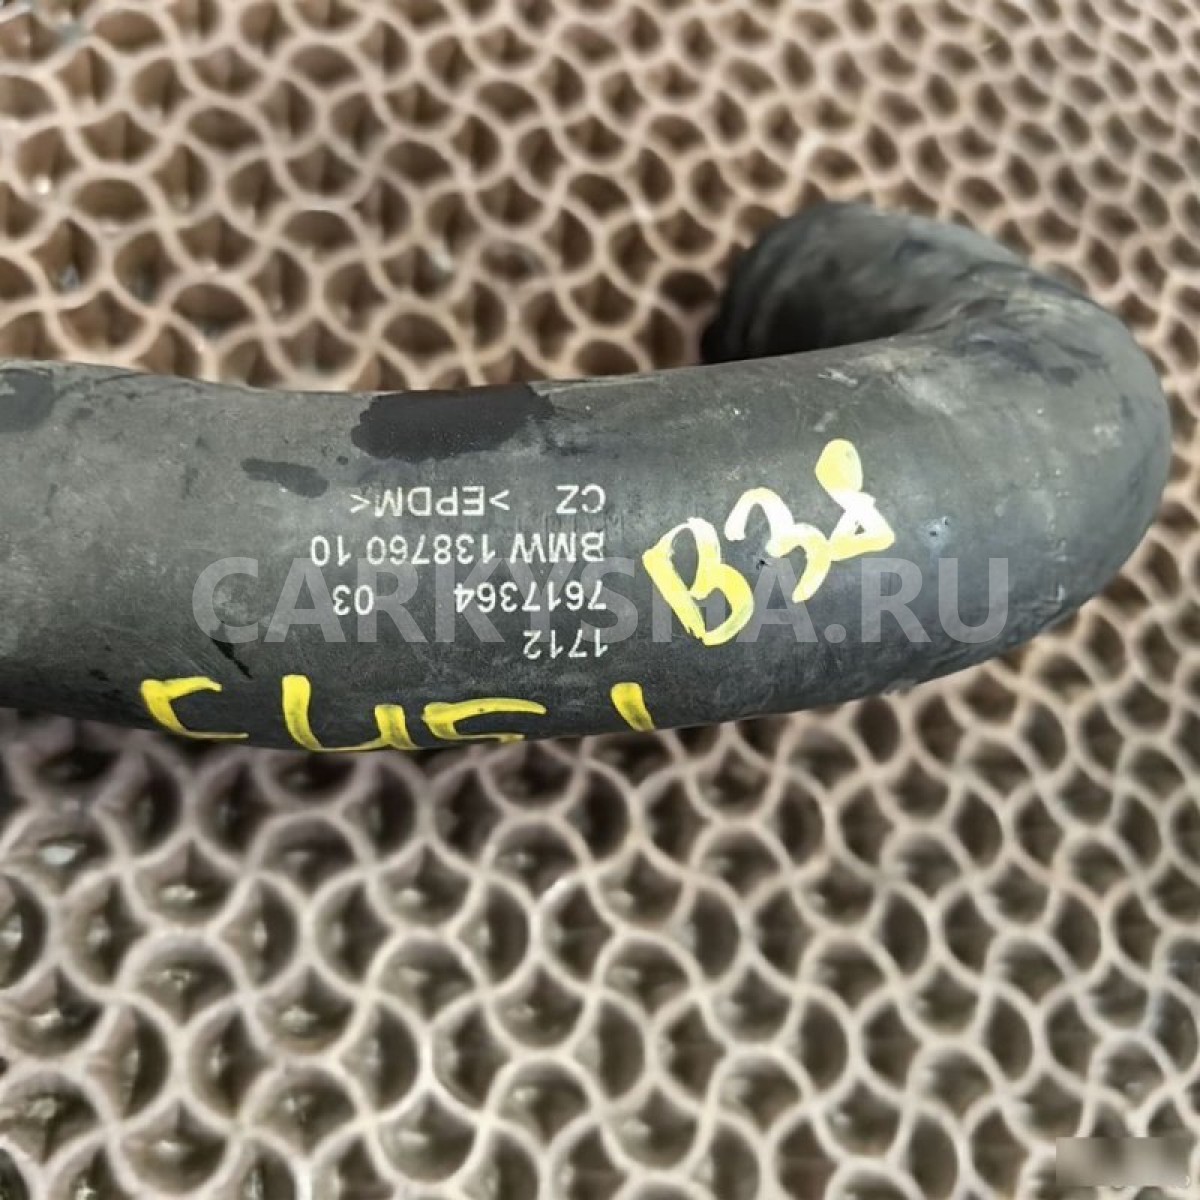 1712
7617364 03
BMW 138760 10
CZ >EPDM<
B38
CARKYSHA.RU